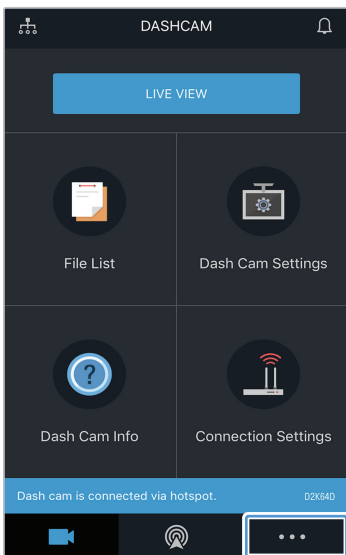 DASHCAM
LIVE VIEW
File List
Dash Cam Settings
?
Dash Cam Info
Connection Settings
Dash cam is connected via hotspot.
D2K64D